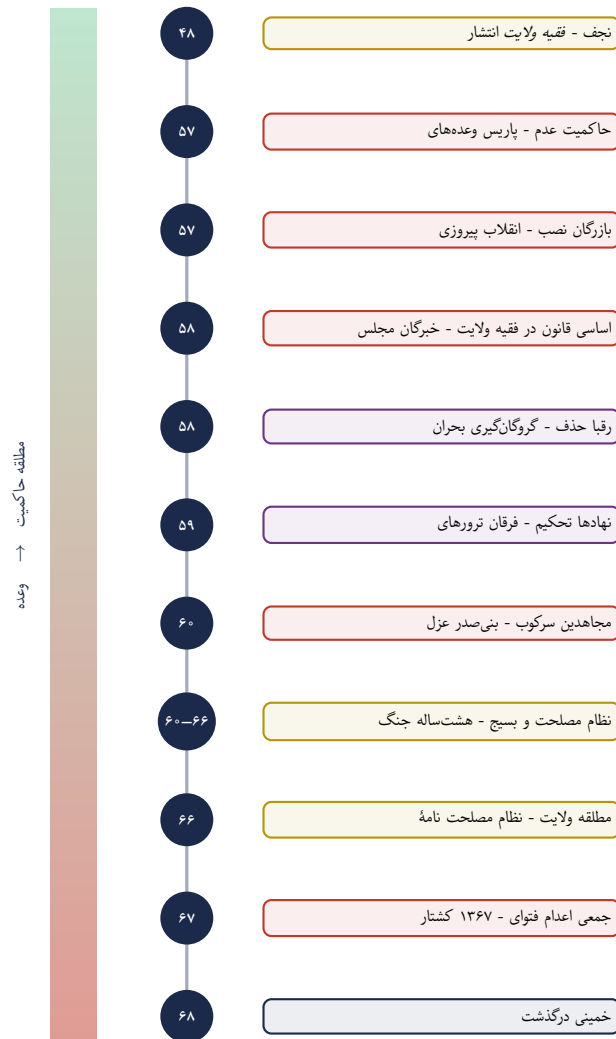 ۴۸
نجف - فقیه ولایت انتشار
۵۷
حاکمیت عدم - پاریس وعده‌های
۵۷
بازرگان نصب - انقلاب پیروزی
۵۸
اساسی قانون در فقیه ولایت - خبرگان مجلس
۵۸
رقبا حذف - گروگان‌گیری بحران
۵۹
نهادها تحکیم - فرقان ترورهای
۶۰
مجاهدین سرکوب - بنی‌صدر عزل
۶۰–۶۶
نظام مصلحت و بسیج - هشت‌ساله جنگ
۶۶
مطلقه ولایت - نظام مصلحت نامهٔ
۶۷
جمعی اعدام فتوای - ۱۳۶۷ کشتار
۶۸
خمینی درگذشت
مطلقه حاکمیت → وعده